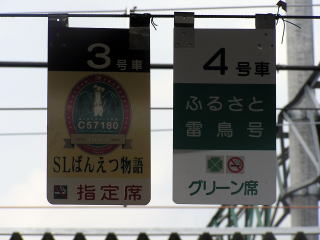 3号車
C57180
SLばんえつ物語
指定席
4号車
ふるさと
雷鳥号
グリーン席